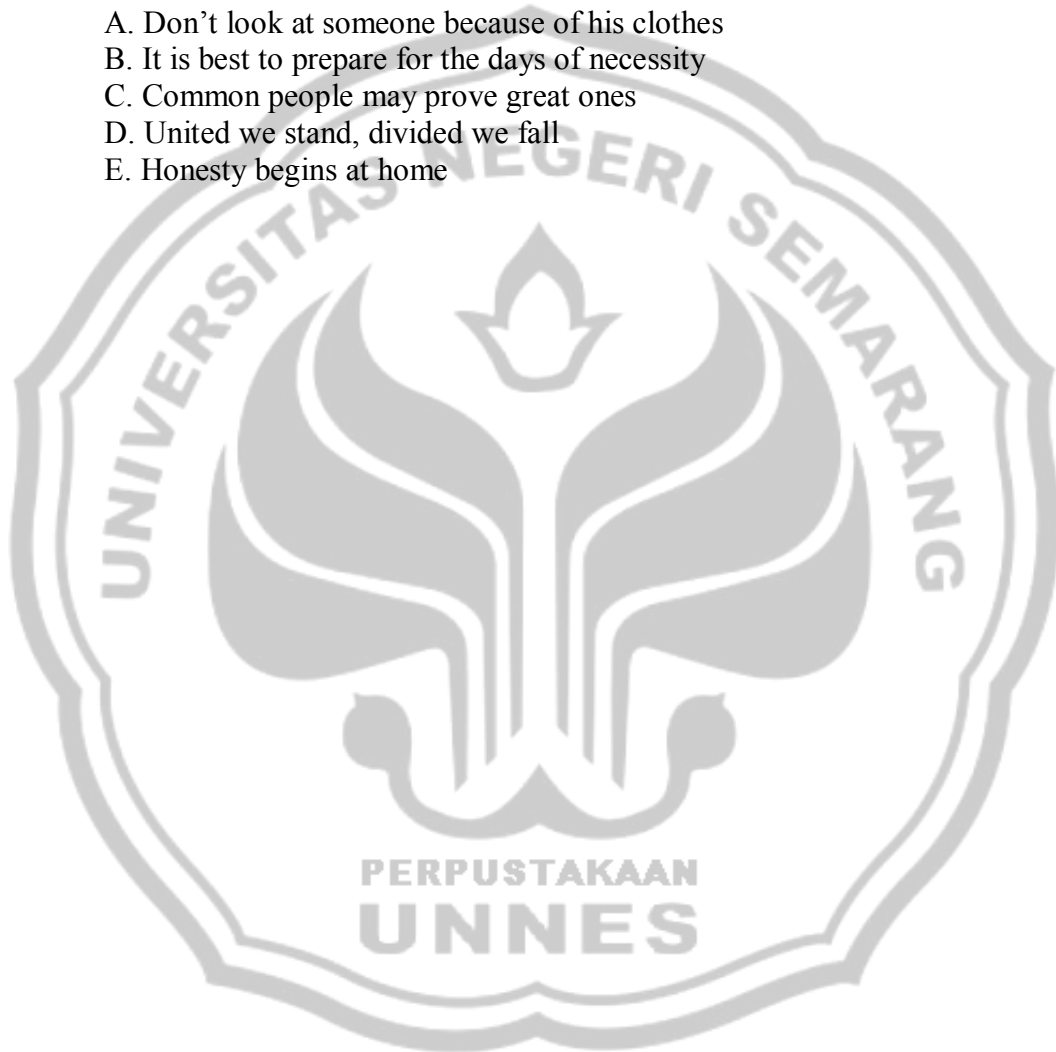 A. Don’t look at someone because of his clothes
B. It is best to prepare for the days of necessity
C. Common people may prove great ones
D. United we stand, divided we fall
E. Honesty begins at home
UNIVERSITAS NEGERI SEMARANG
PERPUSTAKAAN
UNNES